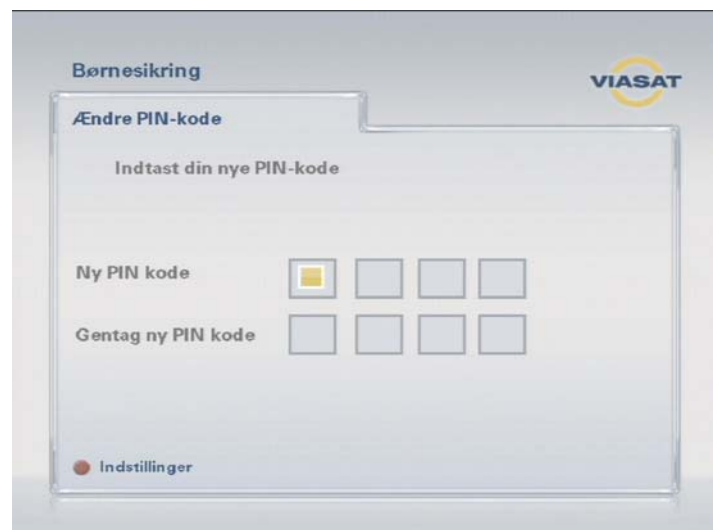 Børnesikring
VIASAT
Ændre PIN-kode
Indtast din nye PIN-kode
Ny PIN kode
Gentag ny PIN kode
Indstillinger